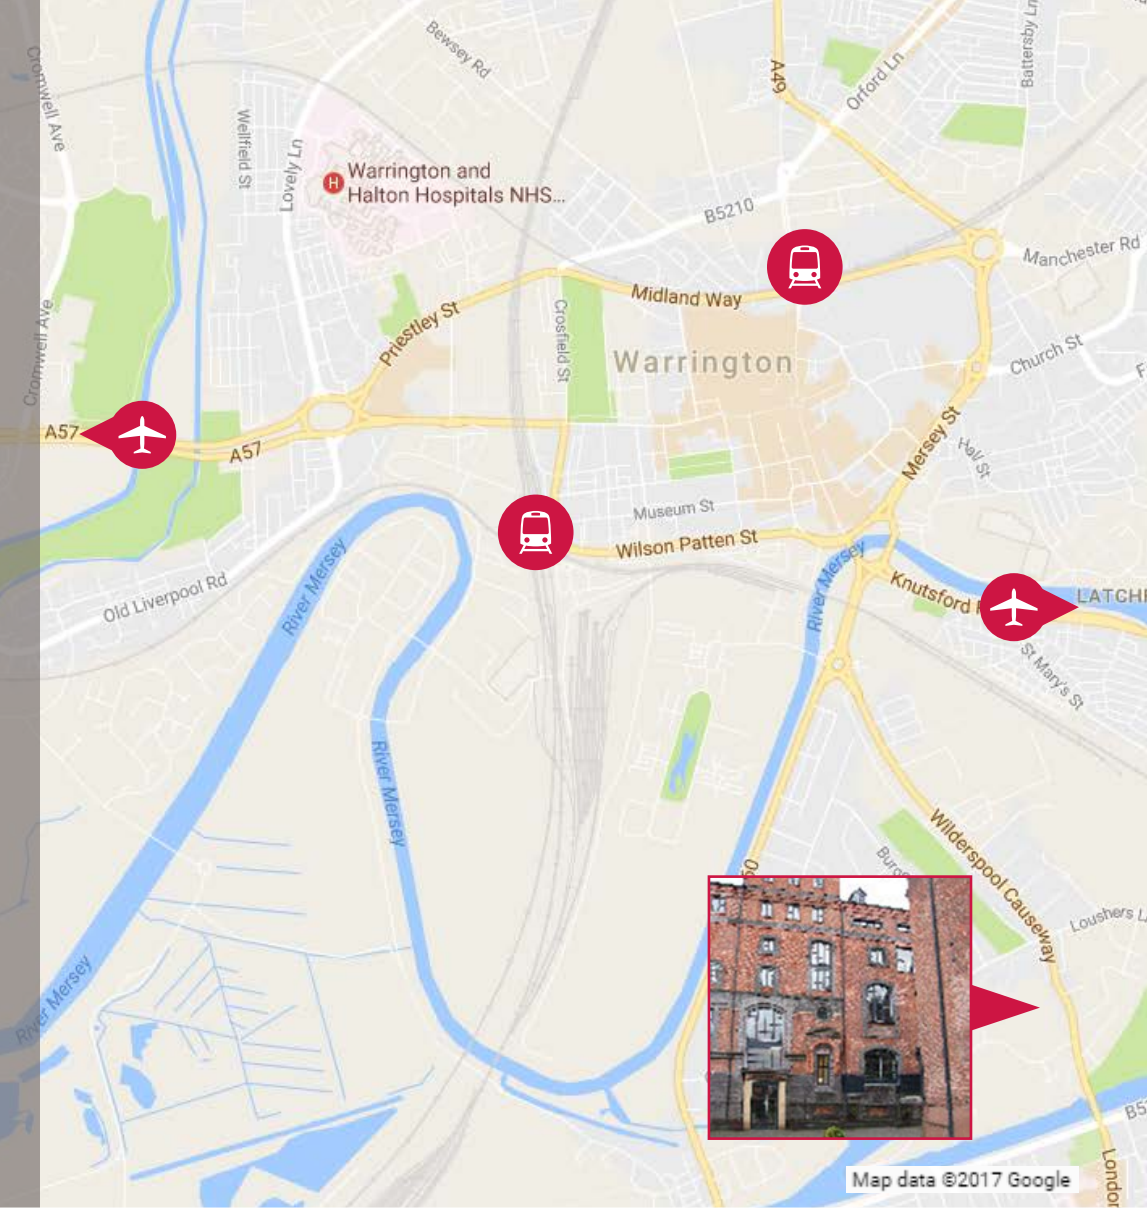 Bewsey Rd
Battersby Ln
Cromwell Ave
A49
Orford Ln
Wellfield St
Lovely Ln
H
Warrington and
Halton Hospitals NHS...
B5210
Manchester Rd
Midland Way
Cromwell Ave
Priestley St
Crosfield St
Church St
Warrington
A57
A57
Mersey St
Hall St
Museum St
Wilson Patten St
River Mersey
River Mersey
Knutsford
Old Liverpool Rd
LATCH
St Mary's St
River Mersey
Wilderspool Causeway
Loushers L
River Mersey
B5
London
Map data ©2017 Google